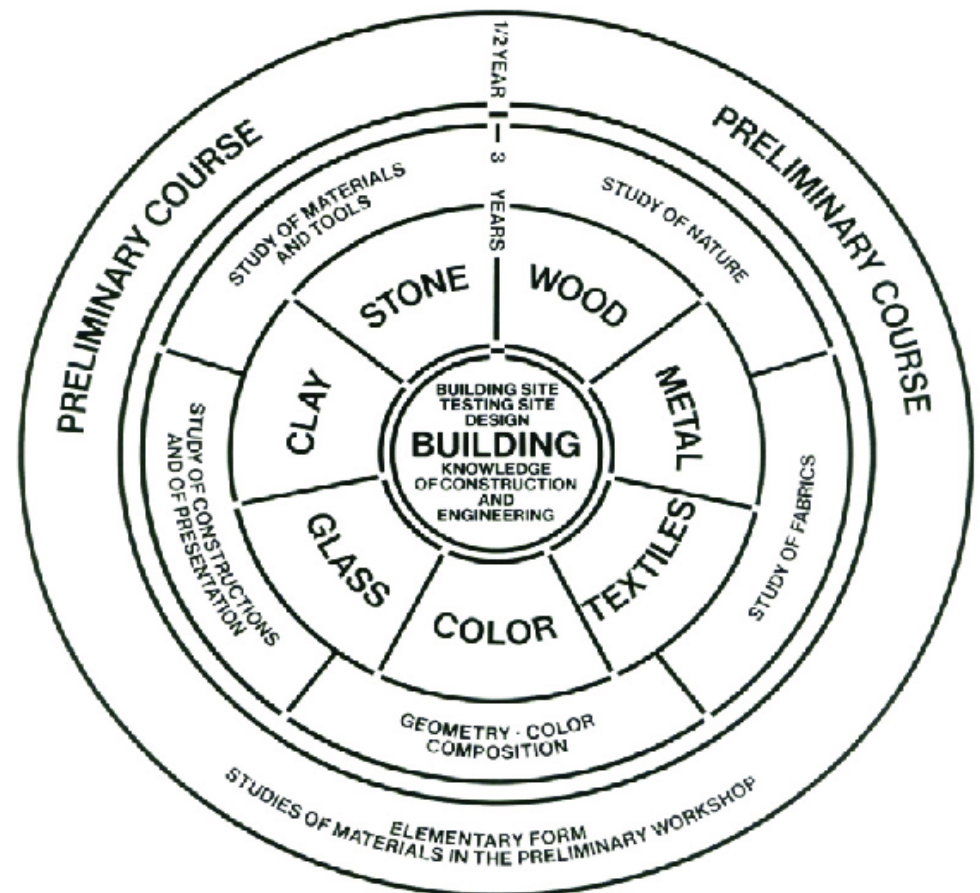 1/2 YEAR
PRELIMINARY COURSE
PRELIMINARY COURSE
3 YEARS
STUDY OF MATERIALS
AND TOOLS
STUDY OF NATURE
STONE
WOOD
CLAY
METAL
BUILDING SITE
TESTING SITE
DESIGN
BUILDING
KNOWLEDGE
OF CONSTRUCTION
AND
ENGINEERING
STUDY OF CONSTRUCTIONS
AND OF PRESENTATION
STUDY OF FABRICS
GLASS
TEXTILES
COLOR
GEOMETRY · COLOR
COMPOSITION
ELEMENTARY FORM
STUDIES OF MATERIALS IN THE PRELIMINARY WORKSHOP